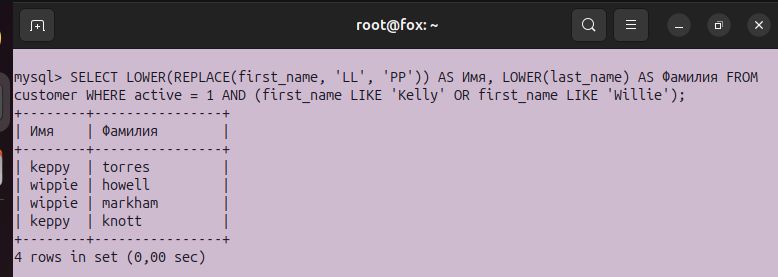 root@fox: ~
mysql> SELECT LOWER(REPLACE(first_name, 'LL', 'PP')) AS Имя, LOWER(last_name) AS Фамилия FROM
customer WHERE active = 1 AND (first_name LIKE 'Kelly' OR first_name LIKE 'Willie');
+--------+----------------+
| Имя    | Фамилия        |
+--------+----------------+
| keppy  | torres         |
| wippie | howell         |
| wippie | markham        |
| keppy  | knott          |
+--------+----------------+
4 rows in set (0,00 sec)